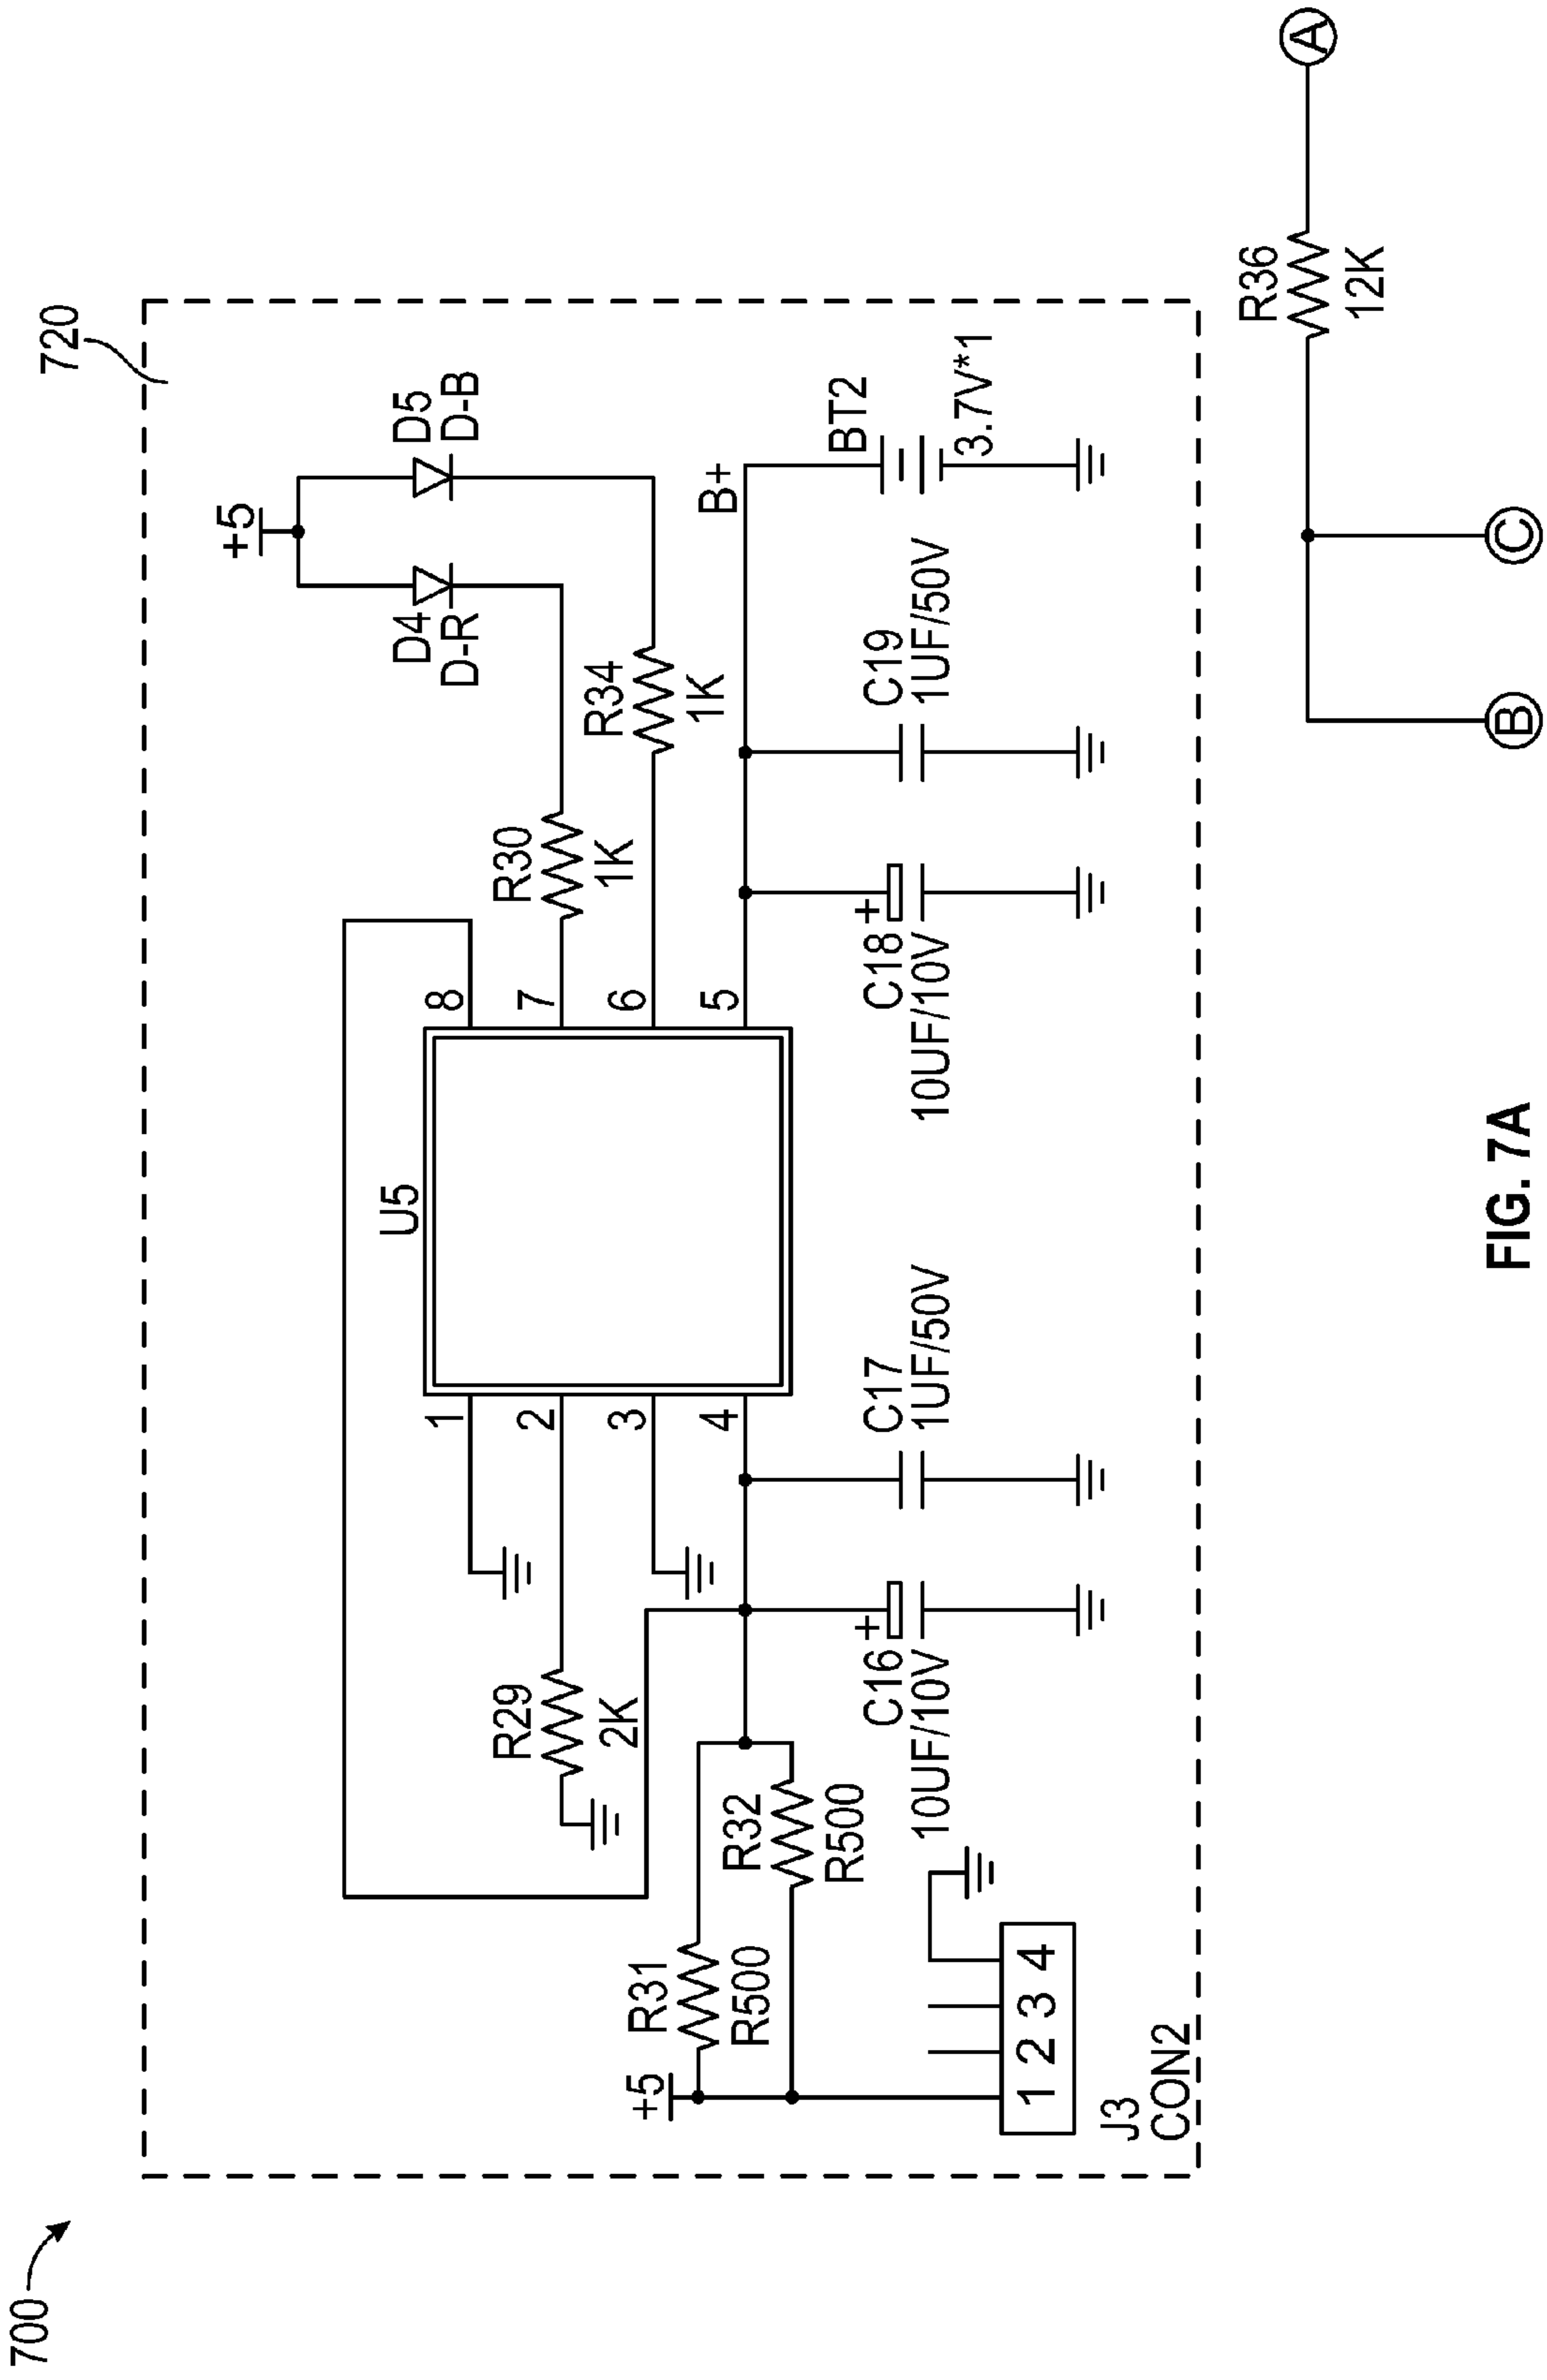 700
720
+5
D4
D-R
D5
D-B
R30
1K
R34
1K
U5
1
2
3
4
8
7
6
5
R29
2K
B+
BT2
3.7V*1
+5
R31
R500
R32
R500
C16
+
10UF/10V
C17
1UF/50V
C18
+
10UF/10V
C19
1UF/50V
1 2 3 4
J3
CON2
R36
12K
A
B
C
FIG. 7A